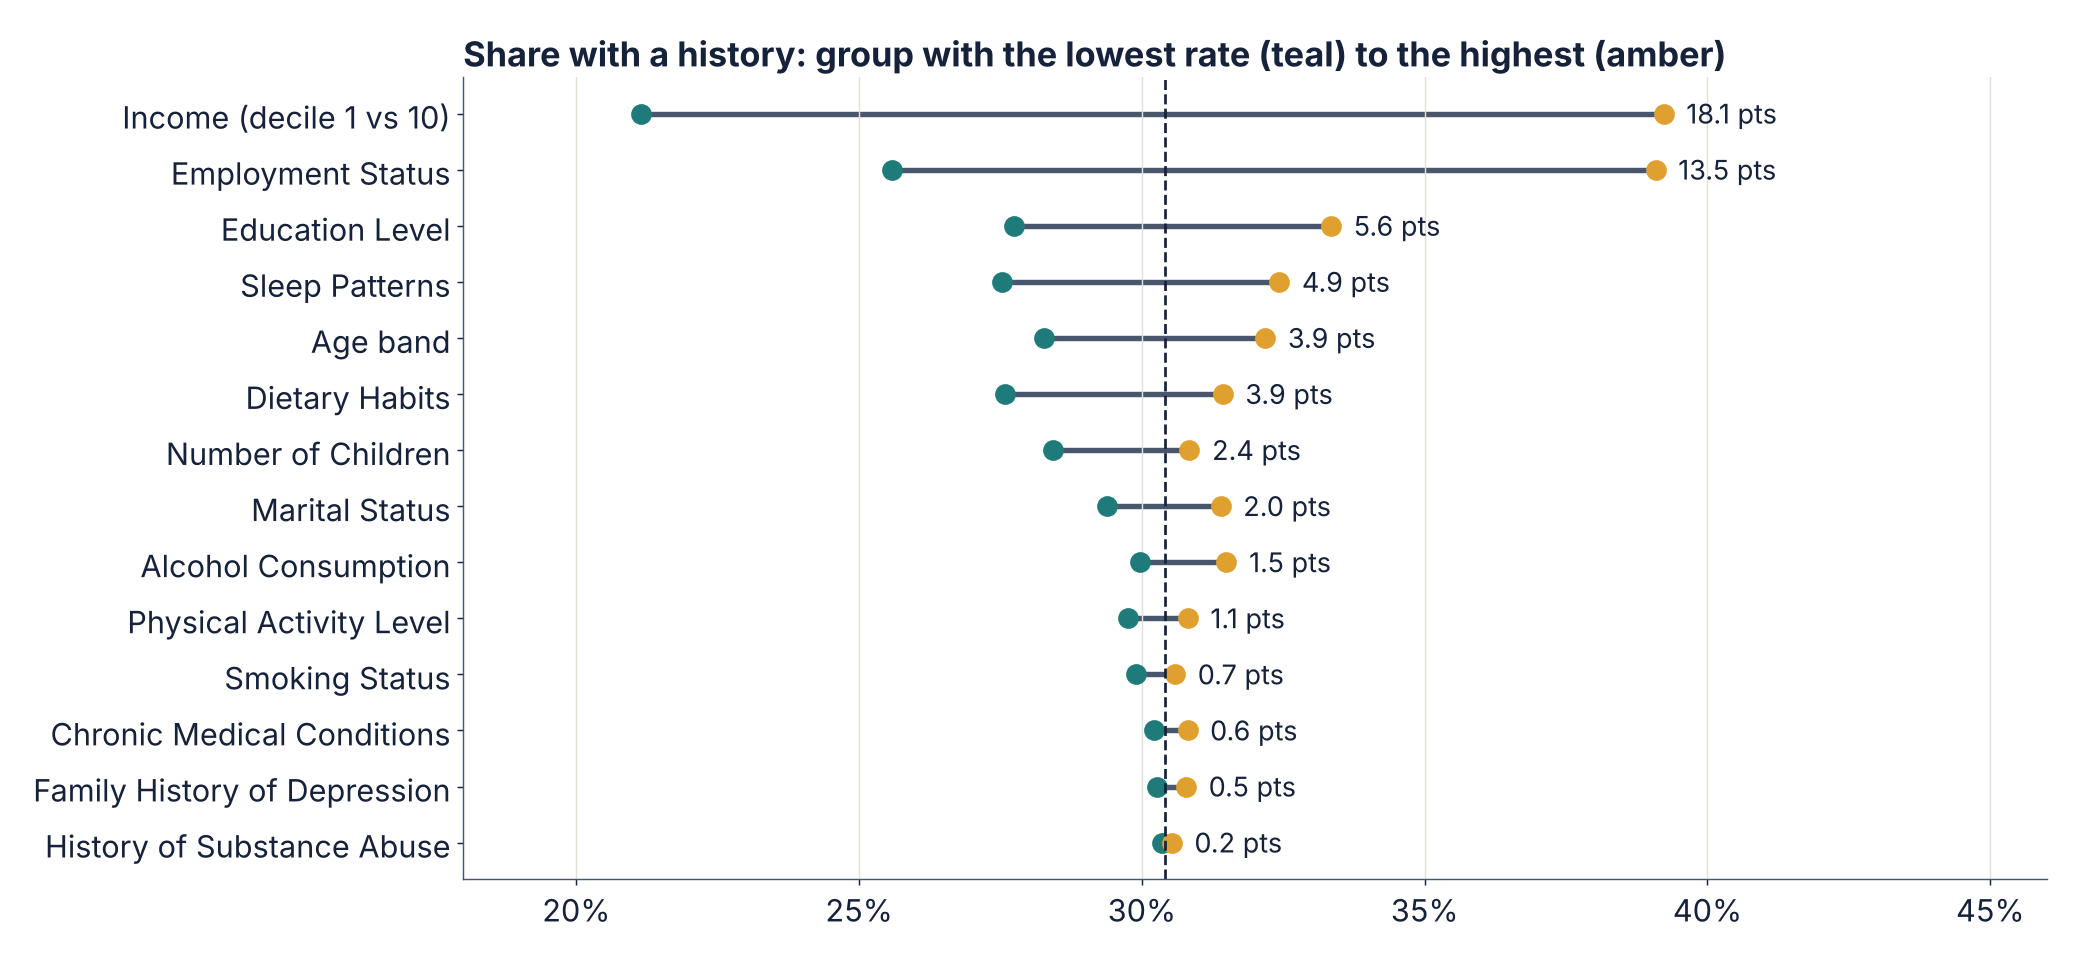 Share with a history: group with the lowest rate (teal) to the highest (amber)
Income (decile 1 vs 10) 18.1 pts
Employment Status 13.5 pts
Education Level 5.6 pts
Sleep Patterns 4.9 pts
Age band 3.9 pts
Dietary Habits 3.9 pts
Number of Children 2.4 pts
Marital Status 2.0 pts
Alcohol Consumption 1.5 pts
Physical Activity Level 1.1 pts
Smoking Status 0.7 pts
Chronic Medical Conditions 0.6 pts
Family History of Depression 0.5 pts
History of Substance Abuse 0.2 pts
20% 25% 30% 35% 40% 45%